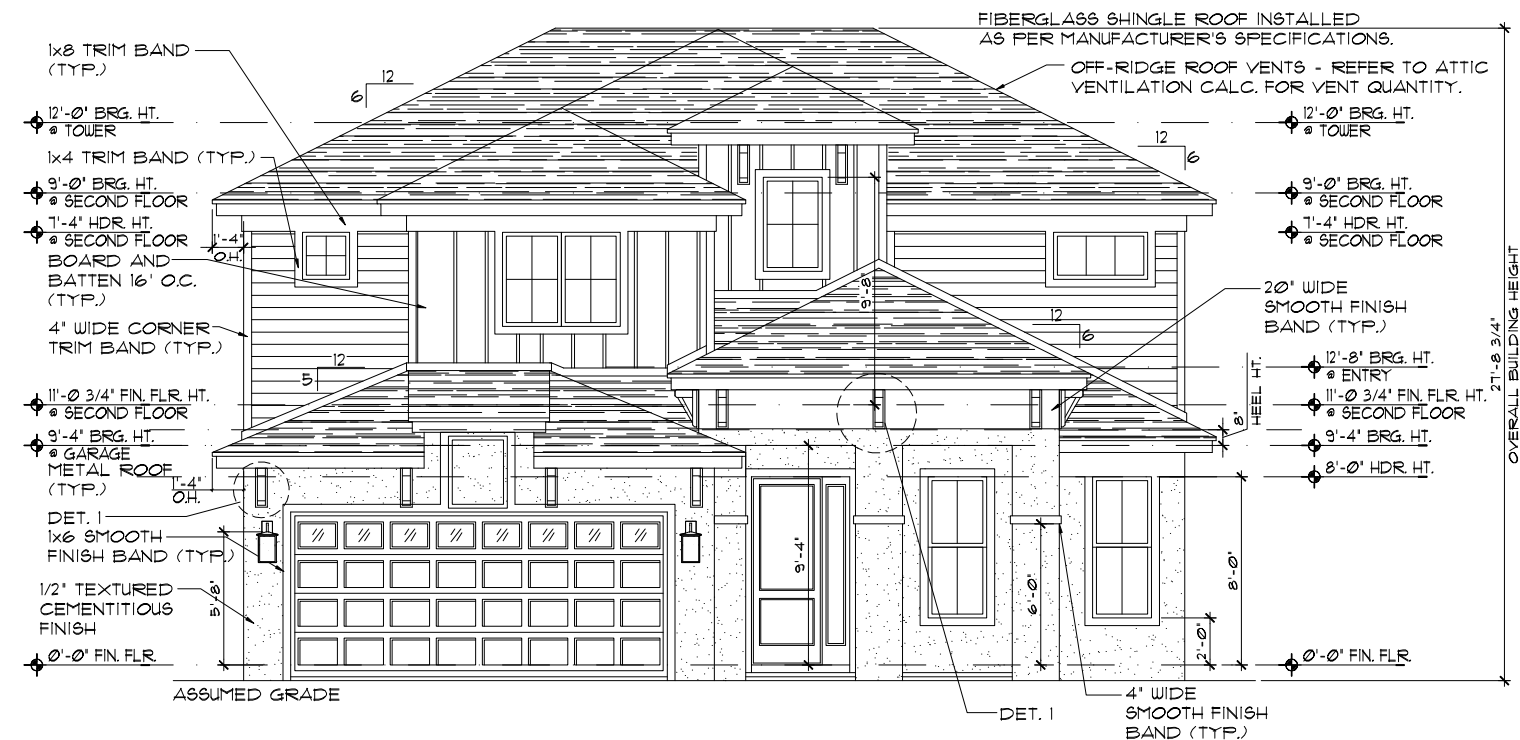 FIBERGLASS SHINGLE ROOF INSTALLED
AS PER MANUFACTURER'S SPECIFICATIONS.
OFF-RIDGE ROOF VENTS - REFER TO ATTIC
VENTILATION CALC. FOR VENT QUANTITY.
1x8 TRIM BAND
(TYP.)
12
6
12'-0" BRG. HT.
@ TOWER
1x4 TRIM BAND (TYP.)
9'-0" BRG. HT.
@ SECOND FLOOR
7'-4" HDR. HT.
@ SECOND FLOOR
1'-4"
O.H.
BOARD AND
BATTEN 16' O.C.
(TYP.)
4" WIDE CORNER
TRIM BAND (TYP.)
12
5
11'-0 3/4" FIN. FLR. HT.
@ SECOND FLOOR
9'-4" BRG. HT.
@ GARAGE
METAL ROOF
(TYP.)
1'-4"
O.H.
DET. 1
1x6 SMOOTH
FINISH BAND (TYP.)
1/2" TEXTURED
CEMENTITIOUS
FINISH
5'-8"
0'-0" FIN. FLR.
ASSUMED GRADE
9'-8"
9'-4"
6'-0"
8'-0"
2'-0"
12'-0" BRG. HT.
@ TOWER
12
6
9'-0" BRG. HT.
@ SECOND FLOOR
7'-4" HDR. HT.
@ SECOND FLOOR
20" WIDE
SMOOTH FINISH
BAND (TYP.)
12
6
12'-8" BRG. HT.
@ ENTRY
11'-0 3/4" FIN. FLR. HT.
@ SECOND FLOOR
8"
HEEL HT.
9'-4" BRG. HT.
8'-0" HDR. HT.
27'-8 3/4"
OVERALL BUILDING HEIGHT
0'-0" FIN. FLR.
4" WIDE
SMOOTH FINISH
BAND (TYP.)
DET. 1